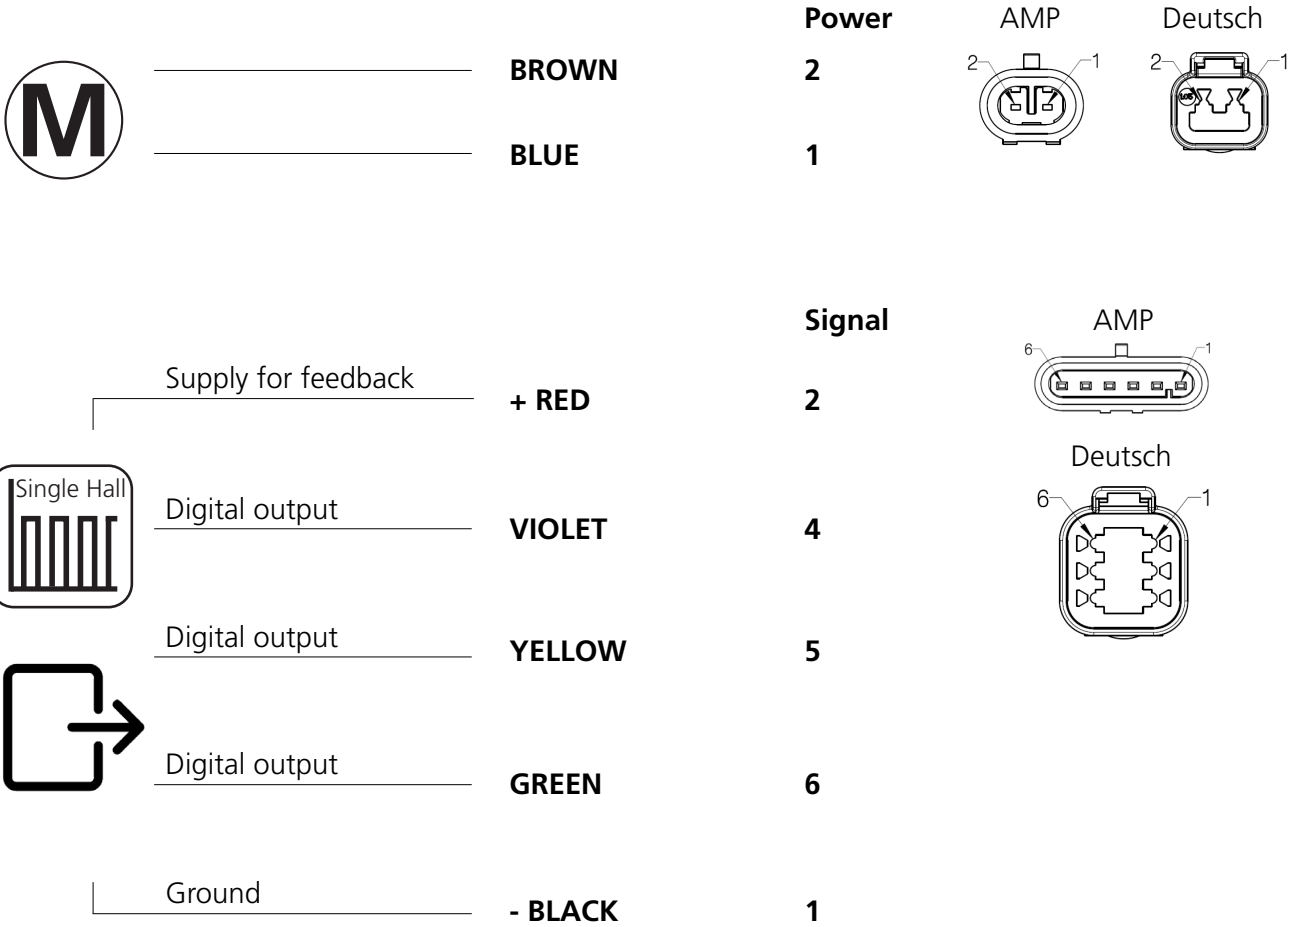 Power AMP Deutsch
M BROWN 2 2 1 2 1
BLUE 1
Signal AMP
6 1
Supply for feedback + RED 2
Deutsch
Single Hall Digital output VIOLET 4 6 1
Digital output YELLOW 5
Digital output GREEN 6
Ground - BLACK 1